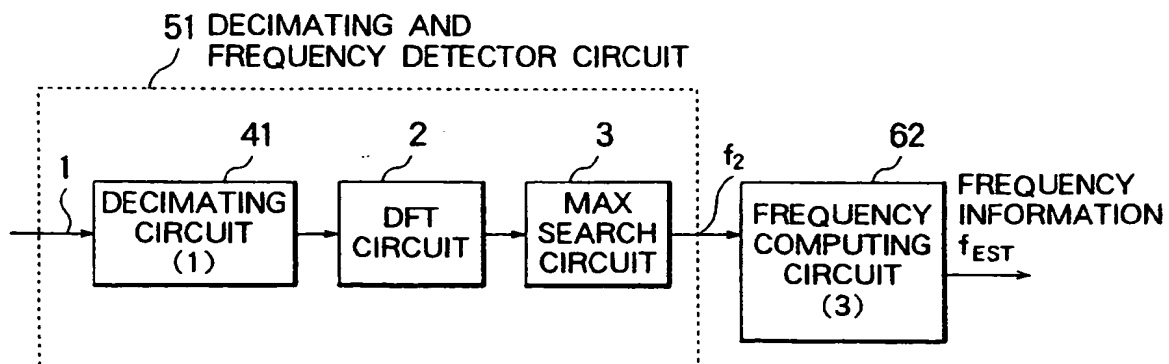 51 DECIMATING AND
FREQUENCY DETECTOR CIRCUIT
41
2
3
62
1
f2
DECIMATING
CIRCUIT
(1)
DFT
CIRCUIT
MAX
SEARCH
CIRCUIT
FREQUENCY
COMPUTING
CIRCUIT
(3)
FREQUENCY
INFORMATION
fEST